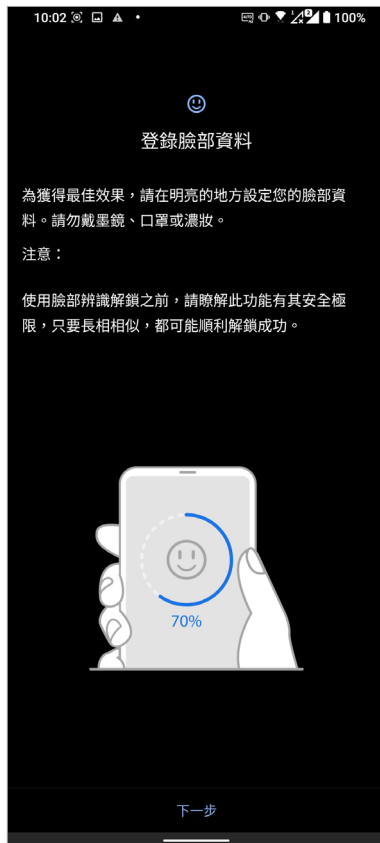 10:02
100%
登錄臉部資料
為獲得最佳效果，請在明亮的地方設定您的臉部資
料。請勿戴墨鏡、口罩或濃妝。
注意：
使用臉部辨識解鎖之前，請瞭解此功能有其安全極
限，只要長相相似，都可能順利解鎖成功。
70%
下一步